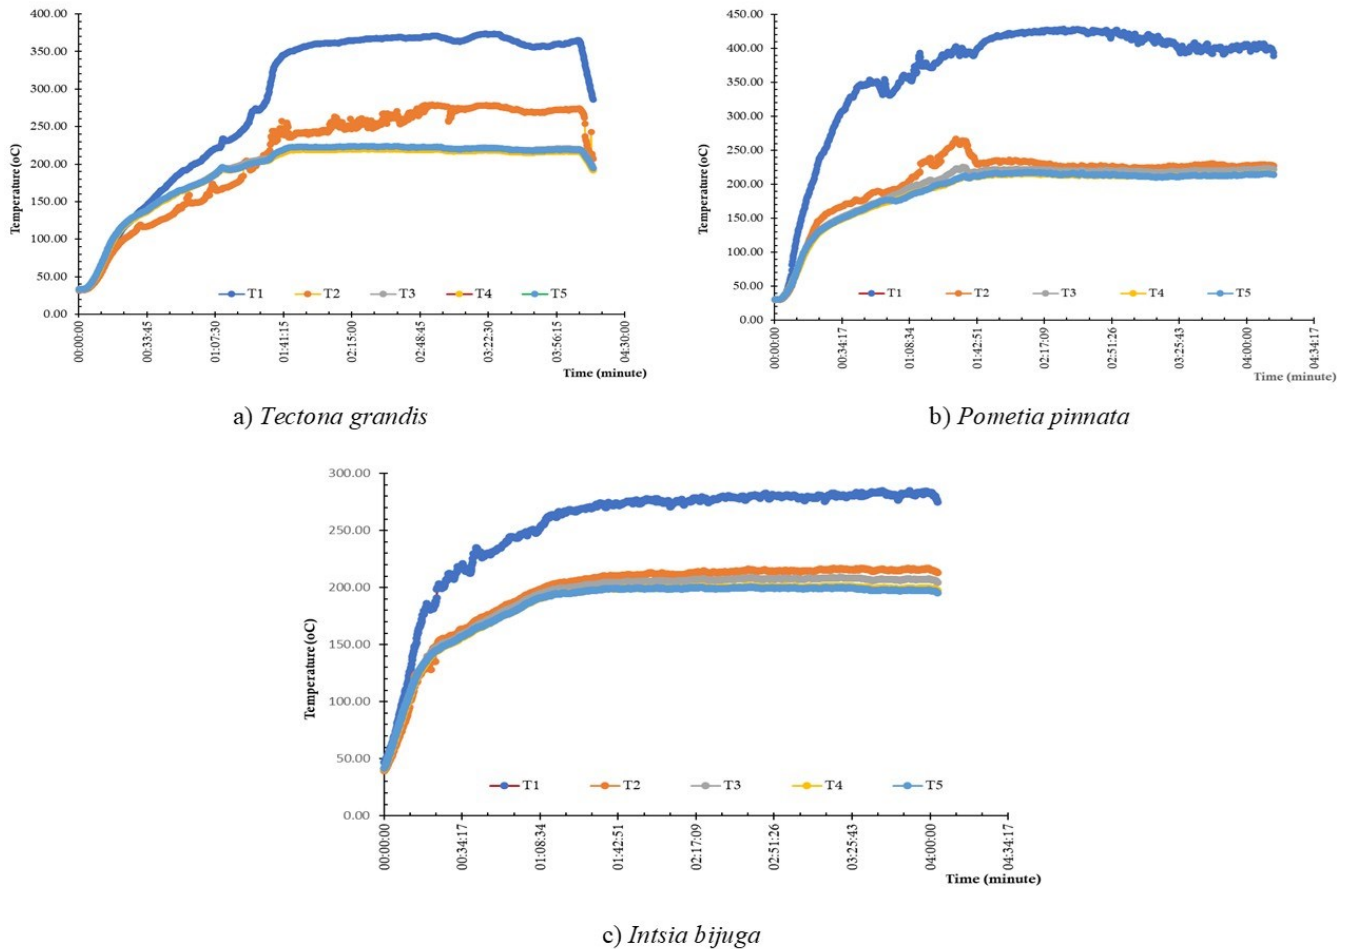 400.00
350.00
300.00
250.00
200.00
150.00
100.00
50.00
0.00
Temperature (oC)
T1 T2 T3 T4 T5
00:00:00 00:33:45 01:07:30 01:41:15 02:15:00 02:48:45 03:22:30 03:56:15 04:30:00
Time (minute)
a) Tectona grandis
450.00
400.00
350.00
300.00
250.00
200.00
150.00
100.00
50.00
0.00
Temperature (oC)
T1 T2 T3 T4 T5
00:00:00 00:34:17 01:08:34 01:42:51 02:17:09 02:51:26 03:25:43 04:00:00 04:34:17
Time (minute)
b) Pometia pinnata
300.00
250.00
200.00
150.00
100.00
50.00
0.00
Temperature (oC)
T1 T2 T3 T4 T5
00:00:00 00:34:17 01:08:34 01:42:51 02:17:09 02:51:26 03:25:43 04:00:00 04:34:17
Time (minute)
c) Intsia bijuga